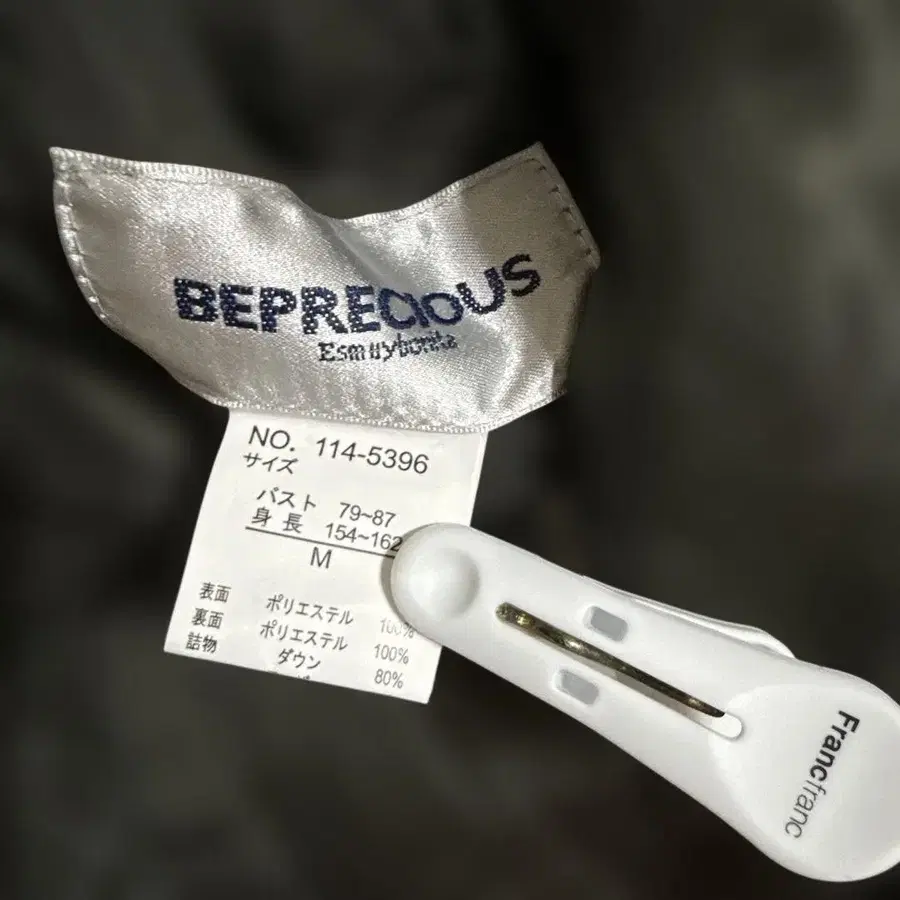 BEPRECIOUS
Esmuybonita
NO. 114-5396
サイズ
バスト 79~87
身長 154~162
M
表面 ポリエステル 100%
裏面 ポリエステル 100%
詰物 ダウン 80%
Francfranc